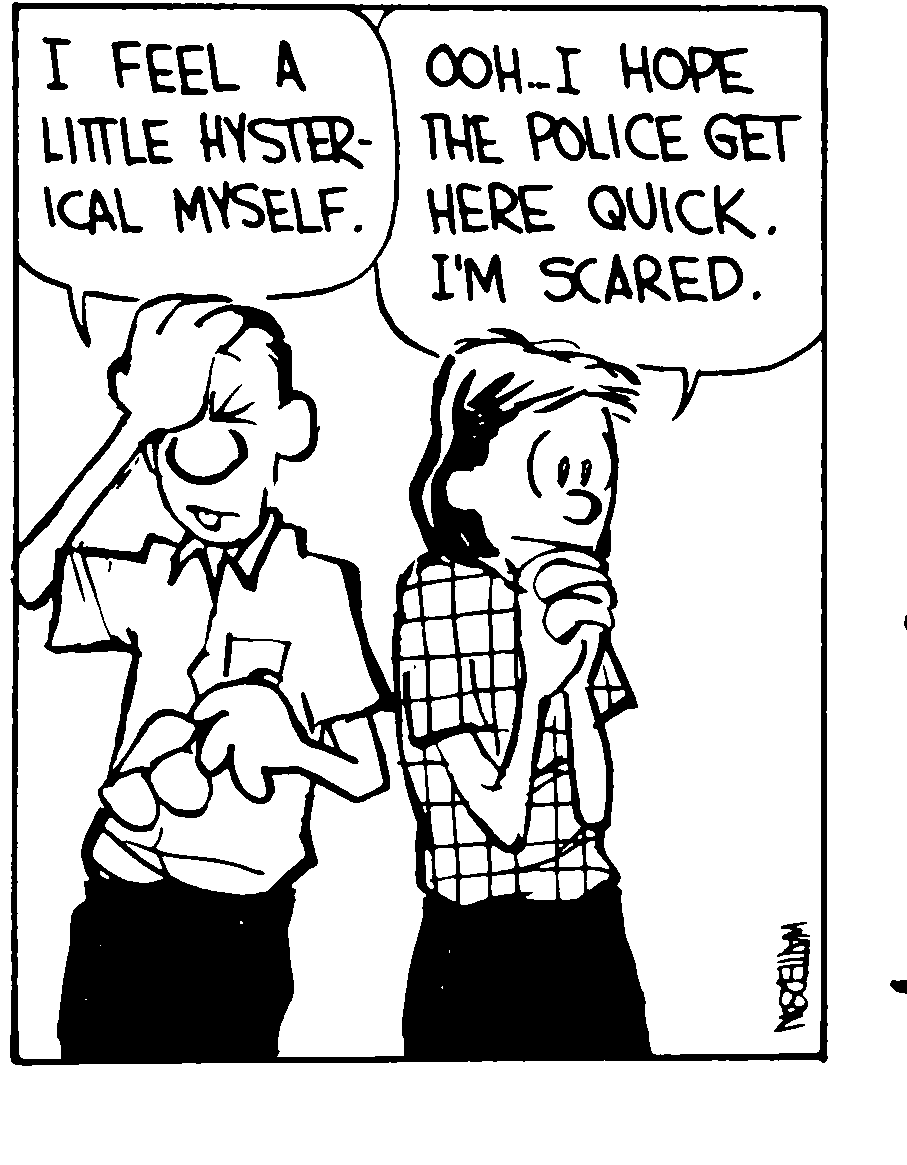 I FEEL A
LITTLE HYSTER-
ICAL MYSELF.
OOH...I HOPE
THE POLICE GET
HERE QUICK.
I'M SCARED.
WATTERSON